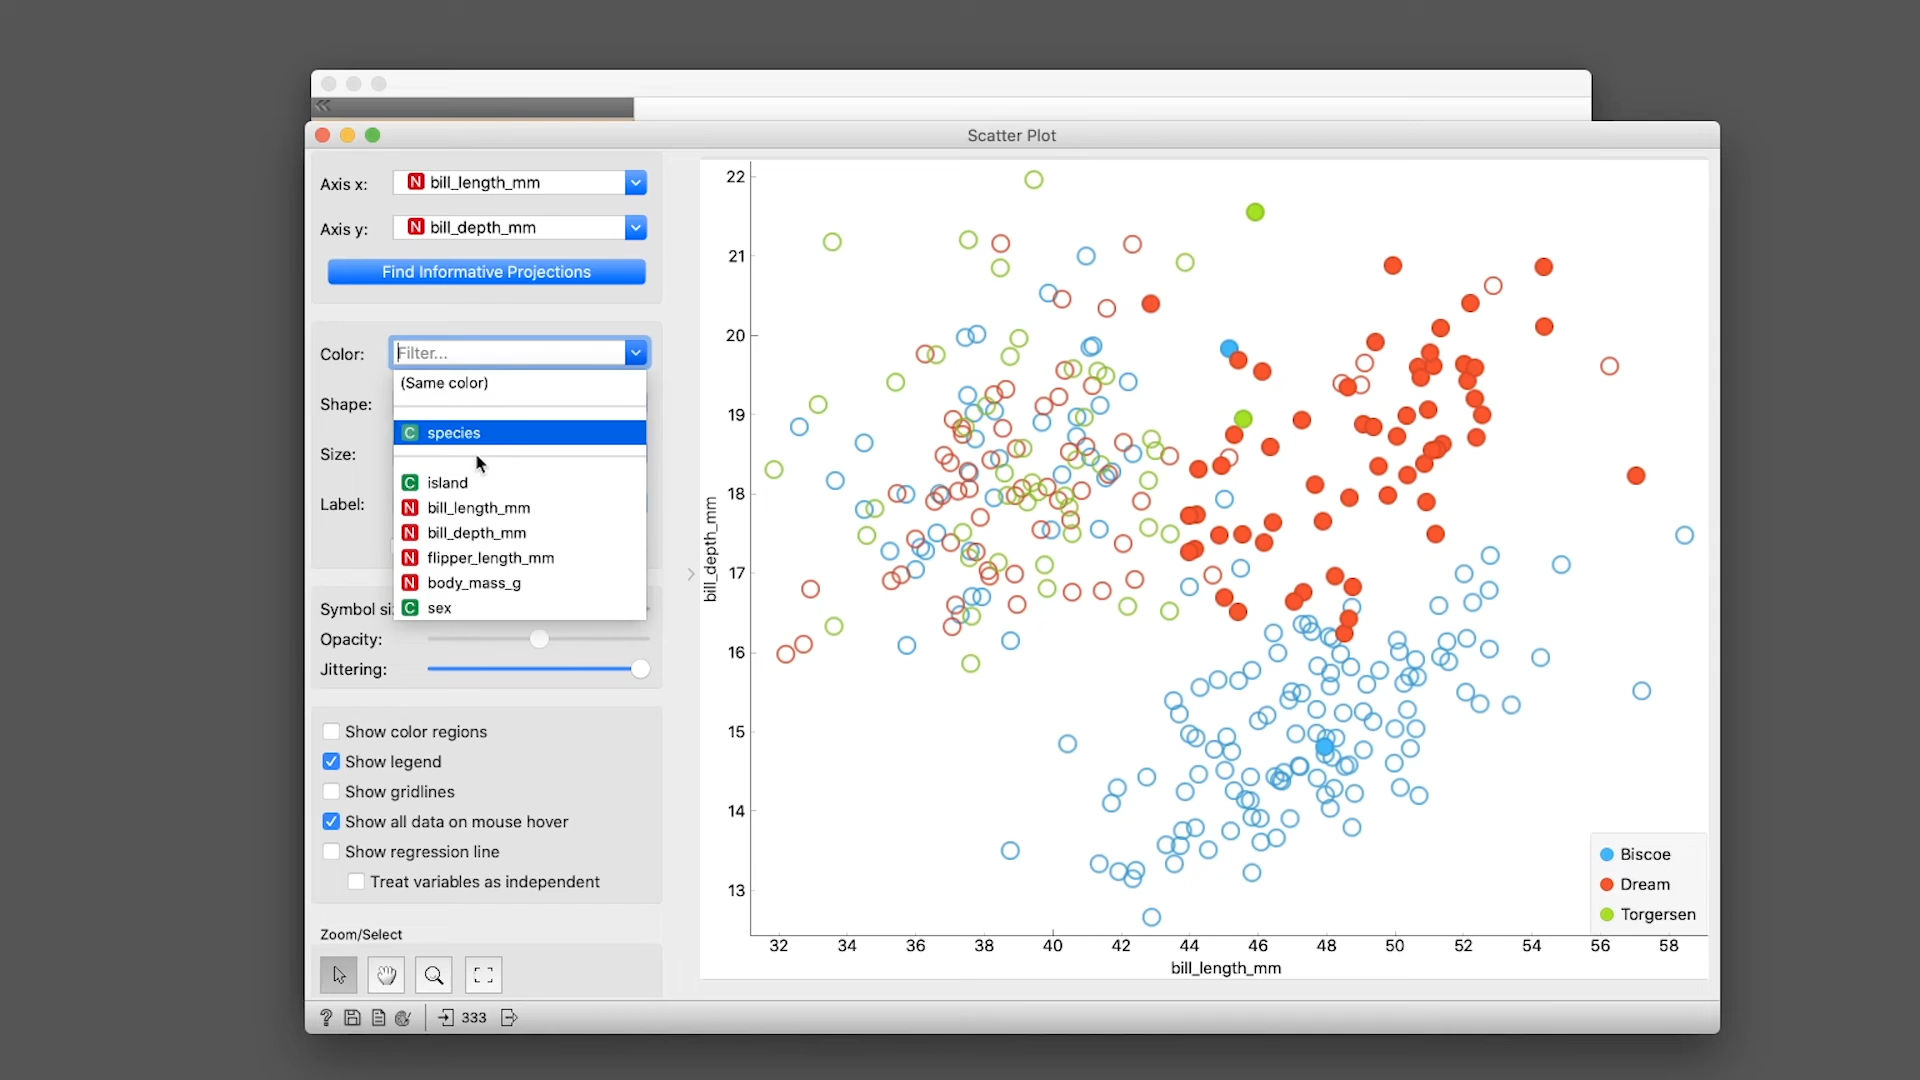 Scatter Plot
Axis x:
N bill_length_mm
Axis y:
N bill_depth_mm
Find Informative Projections
Color:
Filter...
(Same color)
Shape:
C species
Size:
C island
Label:
N bill_length_mm
N bill_depth_mm
N flipper_length_mm
N body_mass_g
C sex
Symbol si
Opacity:
Jittering:
Show color regions
Show legend
Show gridlines
Show all data on mouse hover
Show regression line
Treat variables as independent
Zoom/Select
? 333
22
21
20
19
18
17
16
15
14
13
bill_depth_mm
32 34 36 38 40 42 44 46 48 50 52 54 56 58
bill_length_mm
Biscoe
Dream
Torgersen